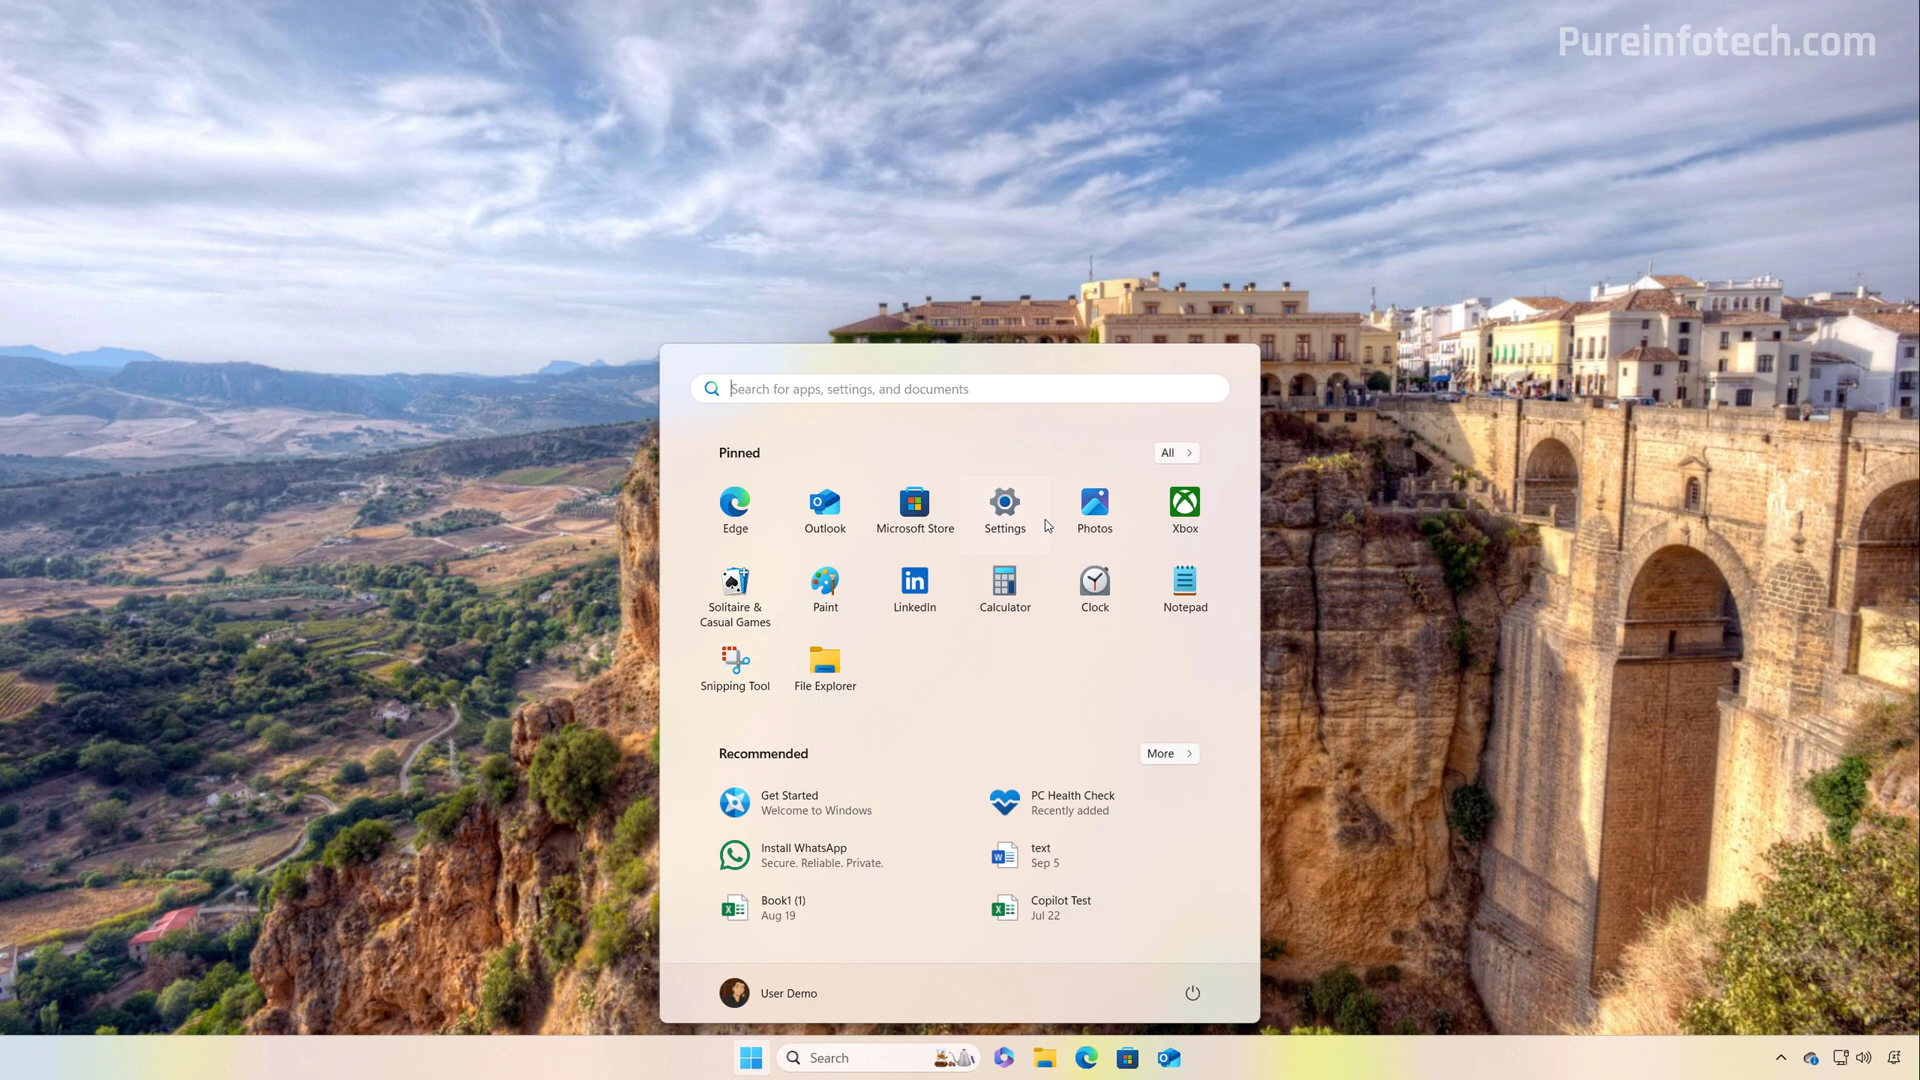 Pureinfotech.com
Search for apps, settings, and documents
Pinned
All
Edge
Outlook
Microsoft Store
Settings
Photos
Xbox
Solitaire &
Casual Games
Paint
LinkedIn
Calculator
Clock
Notepad
Snipping Tool
File Explorer
Recommended
More
Get Started
Welcome to Windows
PC Health Check
Recently added
Install WhatsApp
Secure. Reliable. Private.
text
Sep 5
Book1 (1)
Aug 19
Copilot Test
Jul 22
User Demo
Search